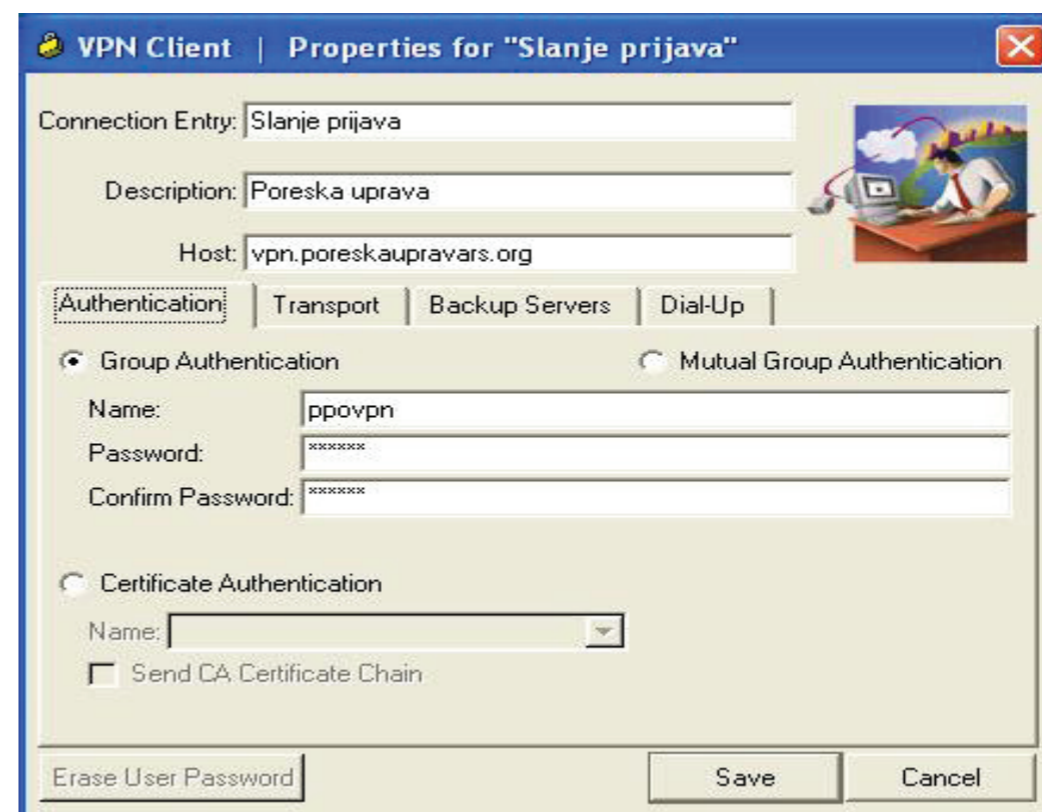 VPN Client | Properties for "Slanje prijava"
Connection Entry: Slanje prijava
Description: Poreska uprava
Host: vpn.poreskaupravars.org
Authentication Transport Backup Servers Dial-Up
Group Authentication Mutual Group Authentication
Name: ppovpn
Password: ******
Confirm Password: ******
Certificate Authentication
Name:
Send CA Certificate Chain
Erase User Password Save Cancel